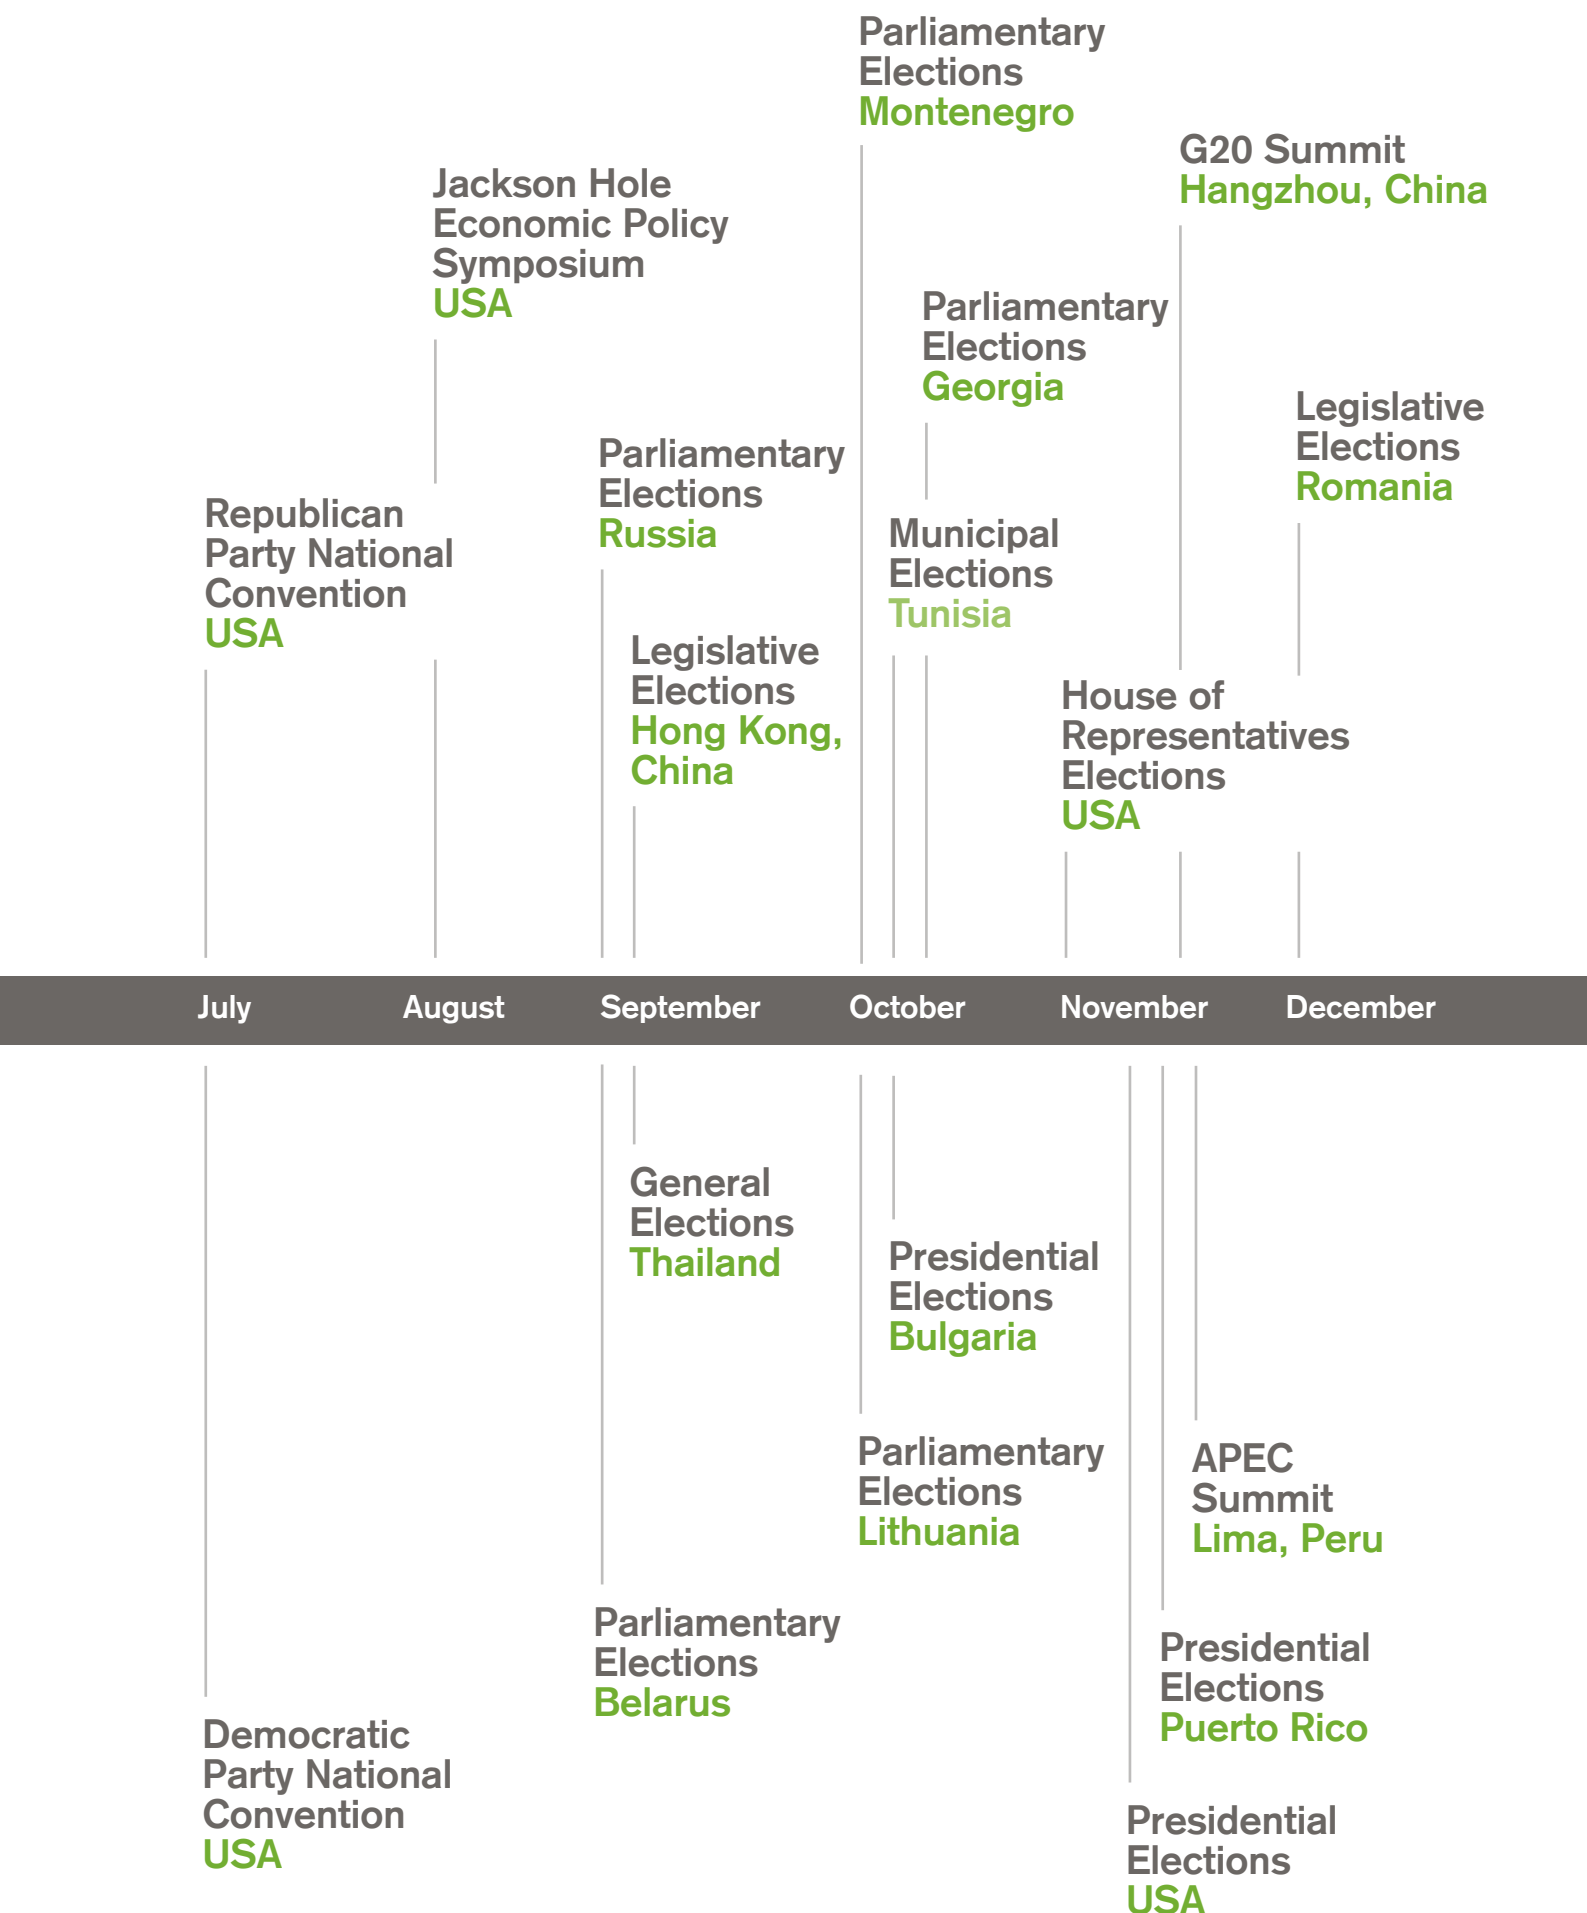 Parliamentary
Elections
Montenegro
G20 Summit
Hangzhou, China
Jackson Hole
Economic Policy
Symposium
USA
Parliamentary
Elections
Georgia
Legislative
Elections
Romania
Parliamentary
Elections
Russia
Republican
Party National
Convention
USA
Municipal
Elections
Tunisia
Legislative
Elections
Hong Kong,
China
House of
Representatives
Elections
USA
July August September October November December
General
Elections
Thailand
Presidential
Elections
Bulgaria
Parliamentary
Elections
Lithuania
APEC
Summit
Lima, Peru
Parliamentary
Elections
Belarus
Presidential
Elections
Puerto Rico
Democratic
Party National
Convention
USA
Presidential
Elections
USA